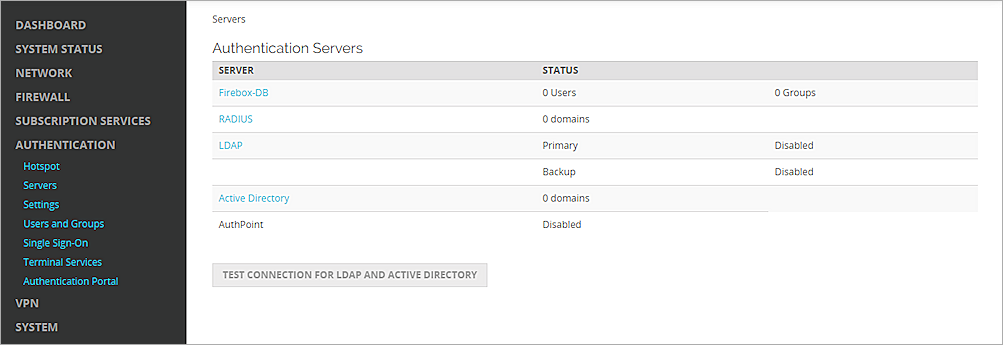 DASHBOARD
SYSTEM STATUS
NETWORK
FIREWALL
SUBSCRIPTION SERVICES
AUTHENTICATION
Hotspot
Servers
Settings
Users and Groups
Single Sign-On
Terminal Services
Authentication Portal
VPN
SYSTEM
Servers
Authentication Servers
SERVER STATUS
Firebox-DB 0 Users 0 Groups
RADIUS 0 domains
LDAP Primary Disabled
Backup Disabled
Active Directory 0 domains
AuthPoint Disabled
TEST CONNECTION FOR LDAP AND ACTIVE DIRECTORY